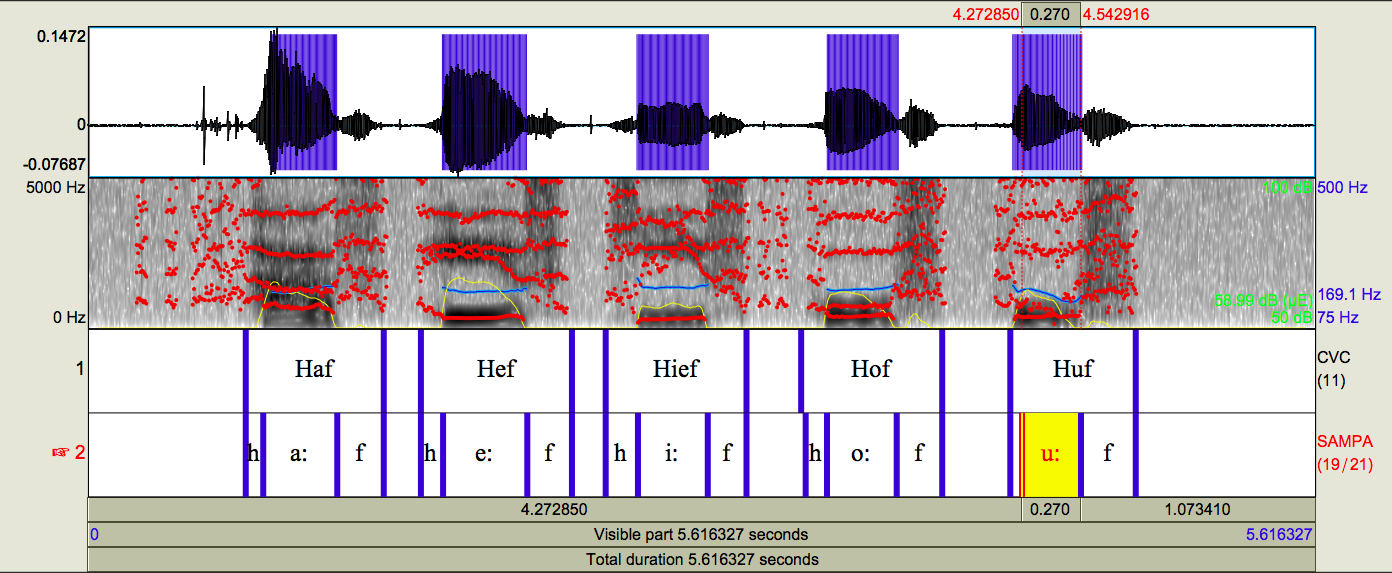 4.272850 0.270 4.542916
0.1472
0
-0.07687
5000 Hz 100 dB 500 Hz
58.99 dB (µE) 169.1 Hz
0 Hz 50 dB 75 Hz
1 Haf Hef Hief Hof Huf CVC
(11)
☞ 2 h a: f h e: f h i: f h o: f u: f SAMPA
(19/21)
4.272850 0.270 1.073410
0 Visible part 5.616327 seconds 5.616327
Total duration 5.616327 seconds